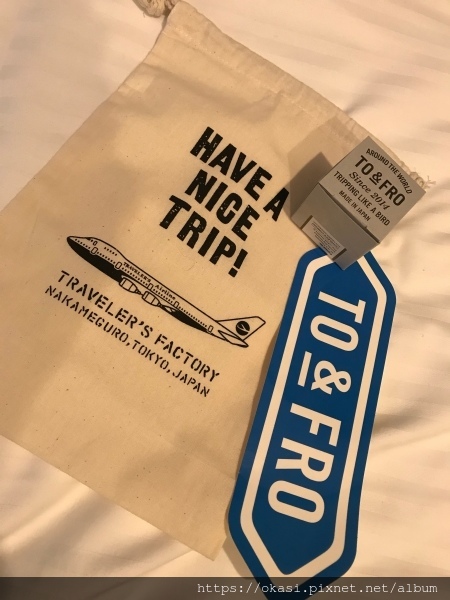 HAVE A
NICE
TRIP!
TRAVELER'S FACTORY
NAKAMEGURO, TOKYO, JAPAN
AROUND THE WORLD
TO & FRO
Since 2014
TRIPPING LIKE A BIRD
MADE IN JAPAN
TO & FRO
https://okasi.pixnet.net/album